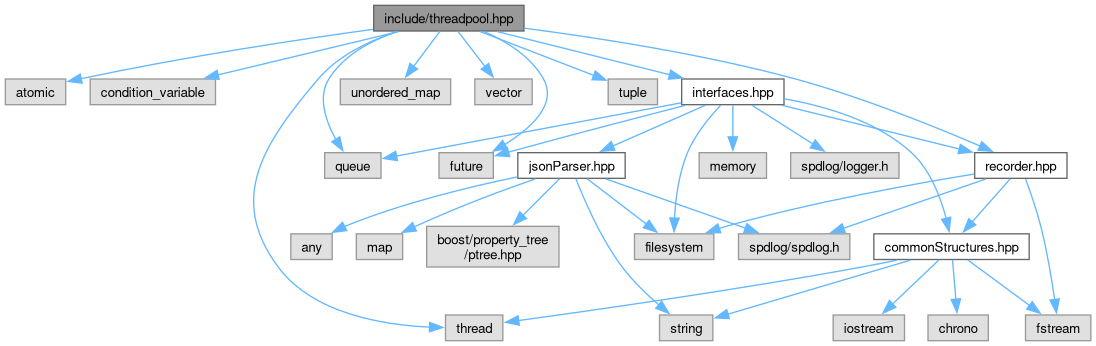 include/threadpool.hpp
atomic
condition_variable
unordered_map
vector
tuple
interfaces.hpp
queue
future
jsonParser.hpp
memory
spdlog/logger.h
recorder.hpp
any
map
boost/property_tree
/ptree.hpp
filesystem
spdlog/spdlog.h
commonStructures.hpp
thread
string
iostream
chrono
fstream